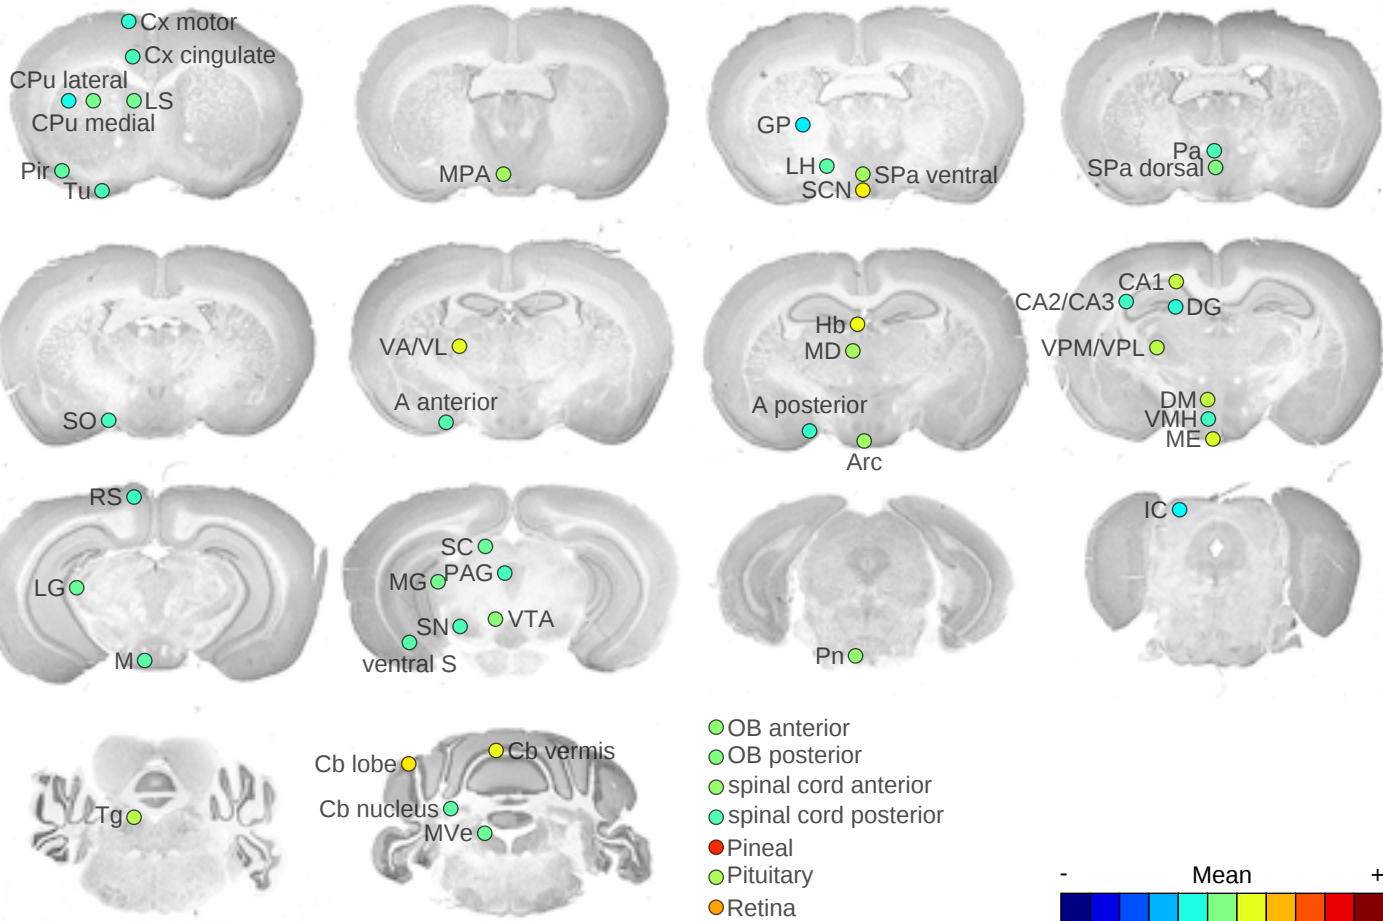 Cx motor
Cx cingulate
CPu lateral
LS
CPu medial
Pir
Tu
MPA
GP
LH
SPa ventral
SCN
Pa
SPa dorsal
SO
VA/VL
A anterior
Hb
MD
A posterior
Arc
CA1
CA2/CA3
DG
VPM/VPL
DM
VMH
ME
RS
LG
M
SC
MG
PAG
SN
VTA
ventral S
Pn
IC
Tg
Cb lobe
Cb vermis
Cb nucleus
MVe
OB anterior
OB posterior
spinal cord anterior
spinal cord posterior
Pineal
Pituitary
Retina
- Mean +